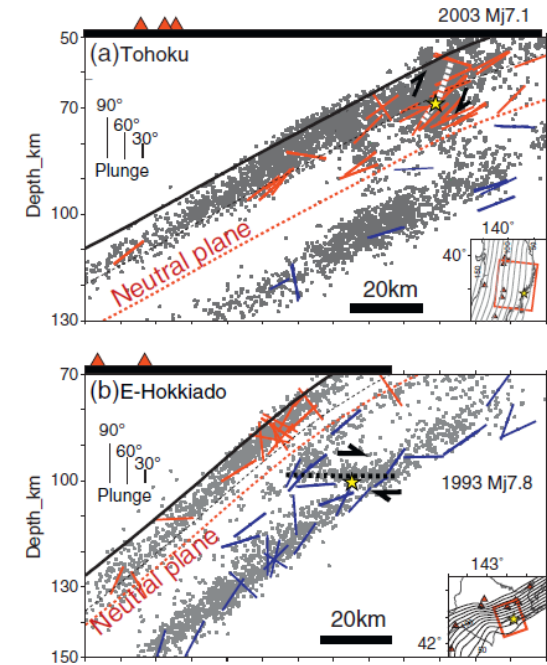 2003 Mj7.1
50
(a)Tohoku
90°
60°
30°
Plunge
70
Depth_km
100
Neutral plane
140°
40°
20km
130
70
(b)E-Hokkiado
90°
60°
30°
Plunge
Depth_km
100
1993 Mj7.8
Neutral plane
130
143°
42°
50
20km
150